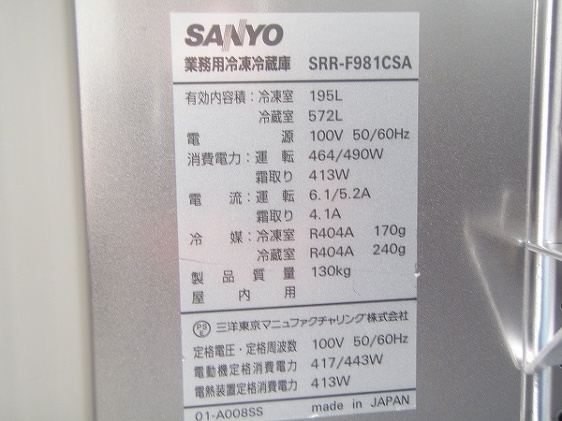 SANYO
業務用冷凍冷蔵庫 SRR-F981CSA
有効内容積：冷凍室 195L
冷蔵室 572L
電源 100V 50/60Hz
消費電力：運転 464/490W
霜取り 413W
電流：運転 6.1/5.2A
霜取り 4.1A
冷媒：冷凍室 R404A 170g
冷蔵室 R404A 240g
製品質量 130kg
屋内用
PS E 三洋東京マニュファクチャリング株式会社
定格電圧・定格周波数 100V 50/60Hz
電動機定格消費電力 417/443W
電熱装置定格消費電力 413W
01-A008SS made in JAPAN